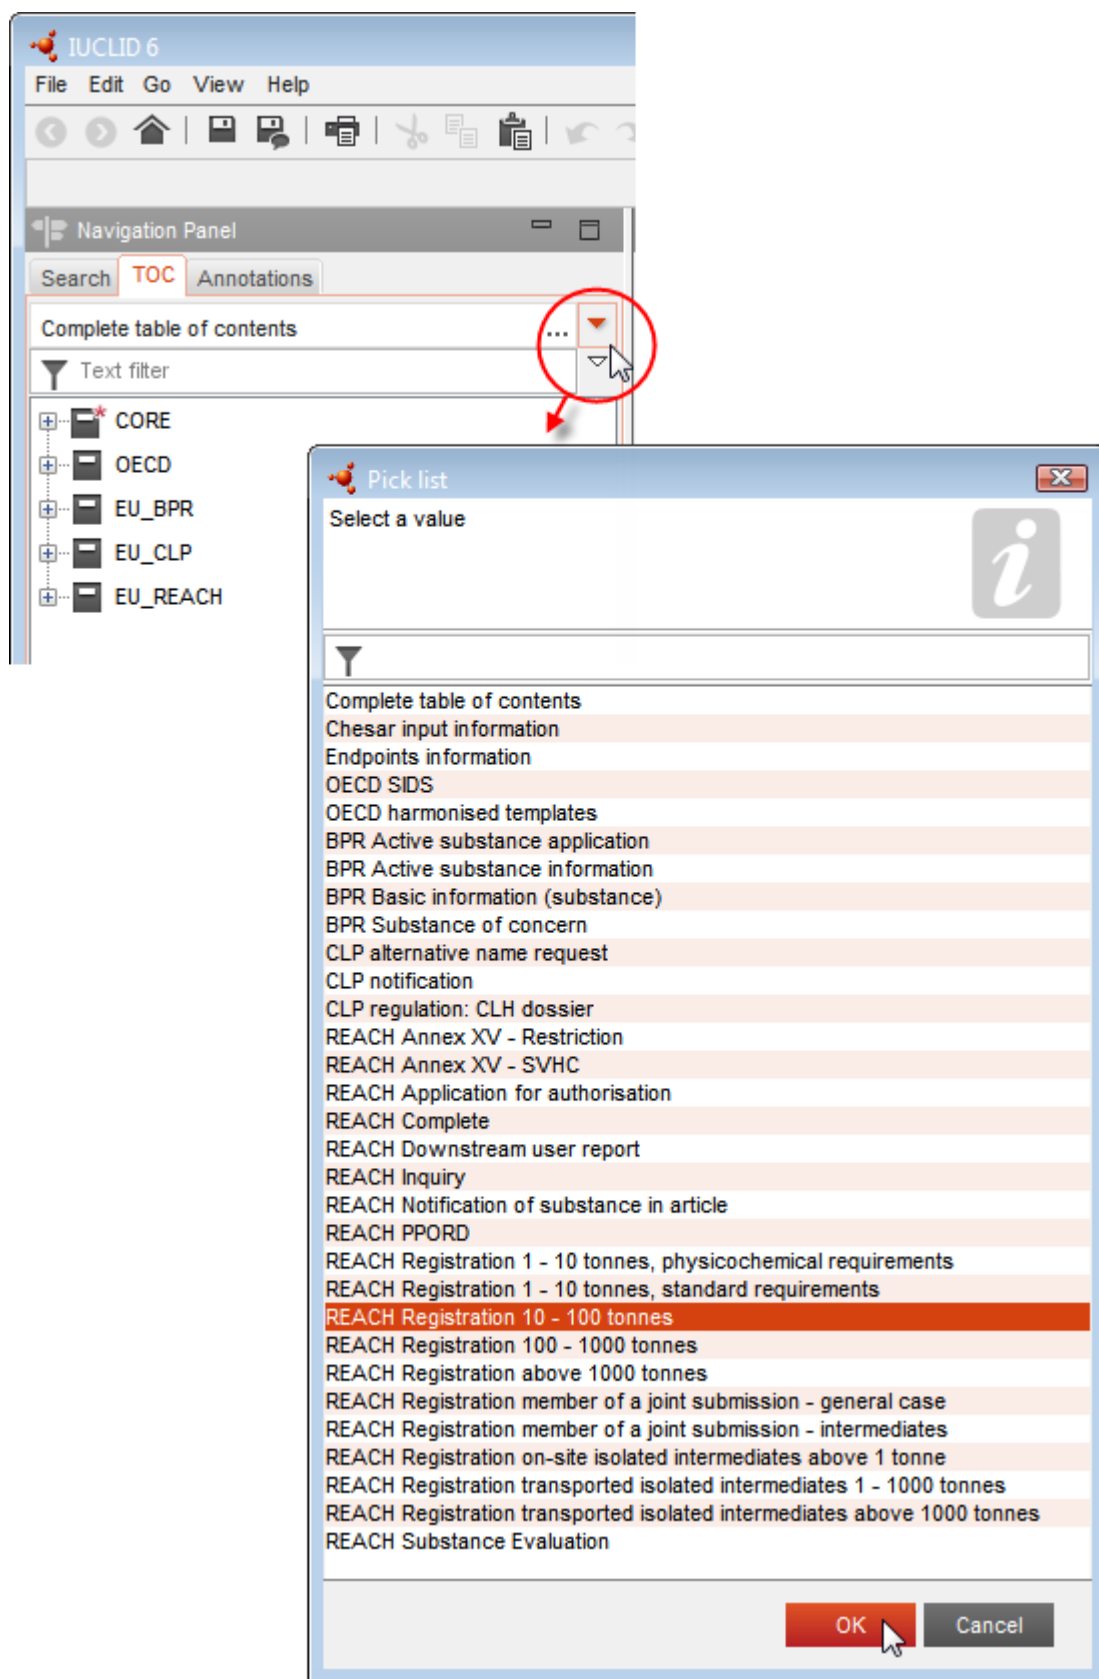 IUCLID 6
File Edit Go View Help
Navigation Panel
Search TOC Annotations
Complete table of contents ...
Text filter
CORE
OECD
EU_BPR
EU_CLP
EU_REACH
Pick list
Select a value
Complete table of contents
Chesar input information
Endpoints information
OECD SIDS
OECD harmonised templates
BPR Active substance application
BPR Active substance information
BPR Basic information (substance)
BPR Substance of concern
CLP alternative name request
CLP notification
CLP regulation: CLH dossier
REACH Annex XV - Restriction
REACH Annex XV - SVHC
REACH Application for authorisation
REACH Complete
REACH Downstream user report
REACH Inquiry
REACH Notification of substance in article
REACH PPORD
REACH Registration 1 - 10 tonnes, physicochemical requirements
REACH Registration 1 - 10 tonnes, standard requirements
REACH Registration 10 - 100 tonnes
REACH Registration 100 - 1000 tonnes
REACH Registration above 1000 tonnes
REACH Registration member of a joint submission - general case
REACH Registration member of a joint submission - intermediates
REACH Registration on-site isolated intermediates above 1 tonne
REACH Registration transported isolated intermediates 1 - 1000 tonnes
REACH Registration transported isolated intermediates above 1000 tonnes
REACH Substance Evaluation
OK Cancel